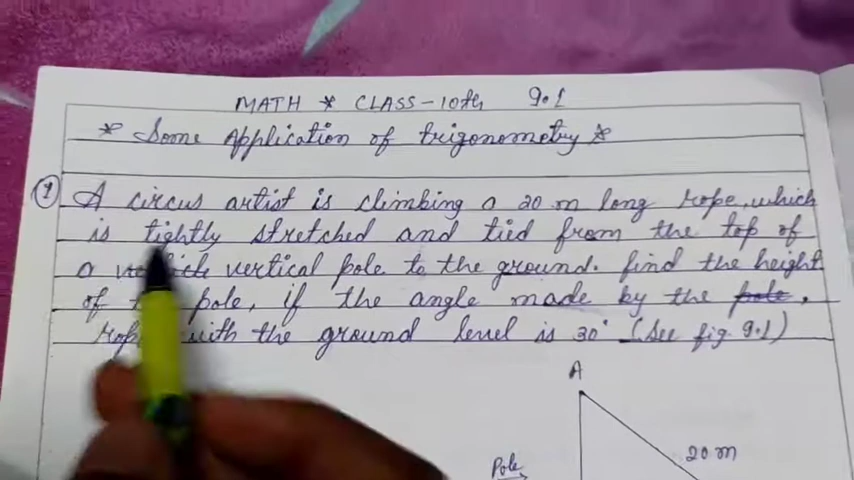 MATH * CLASS-10th 9.1
* Some Application of trigonometry *
1 A circus artist is climbing a 20 m long rope, which
is tightly stretched and tied from the top of
a vertical pole to the ground. find the height
of pole, if the angle made by the pole,
rope with the ground level is 30° (See fig 9.1)
A
20 m
Pole